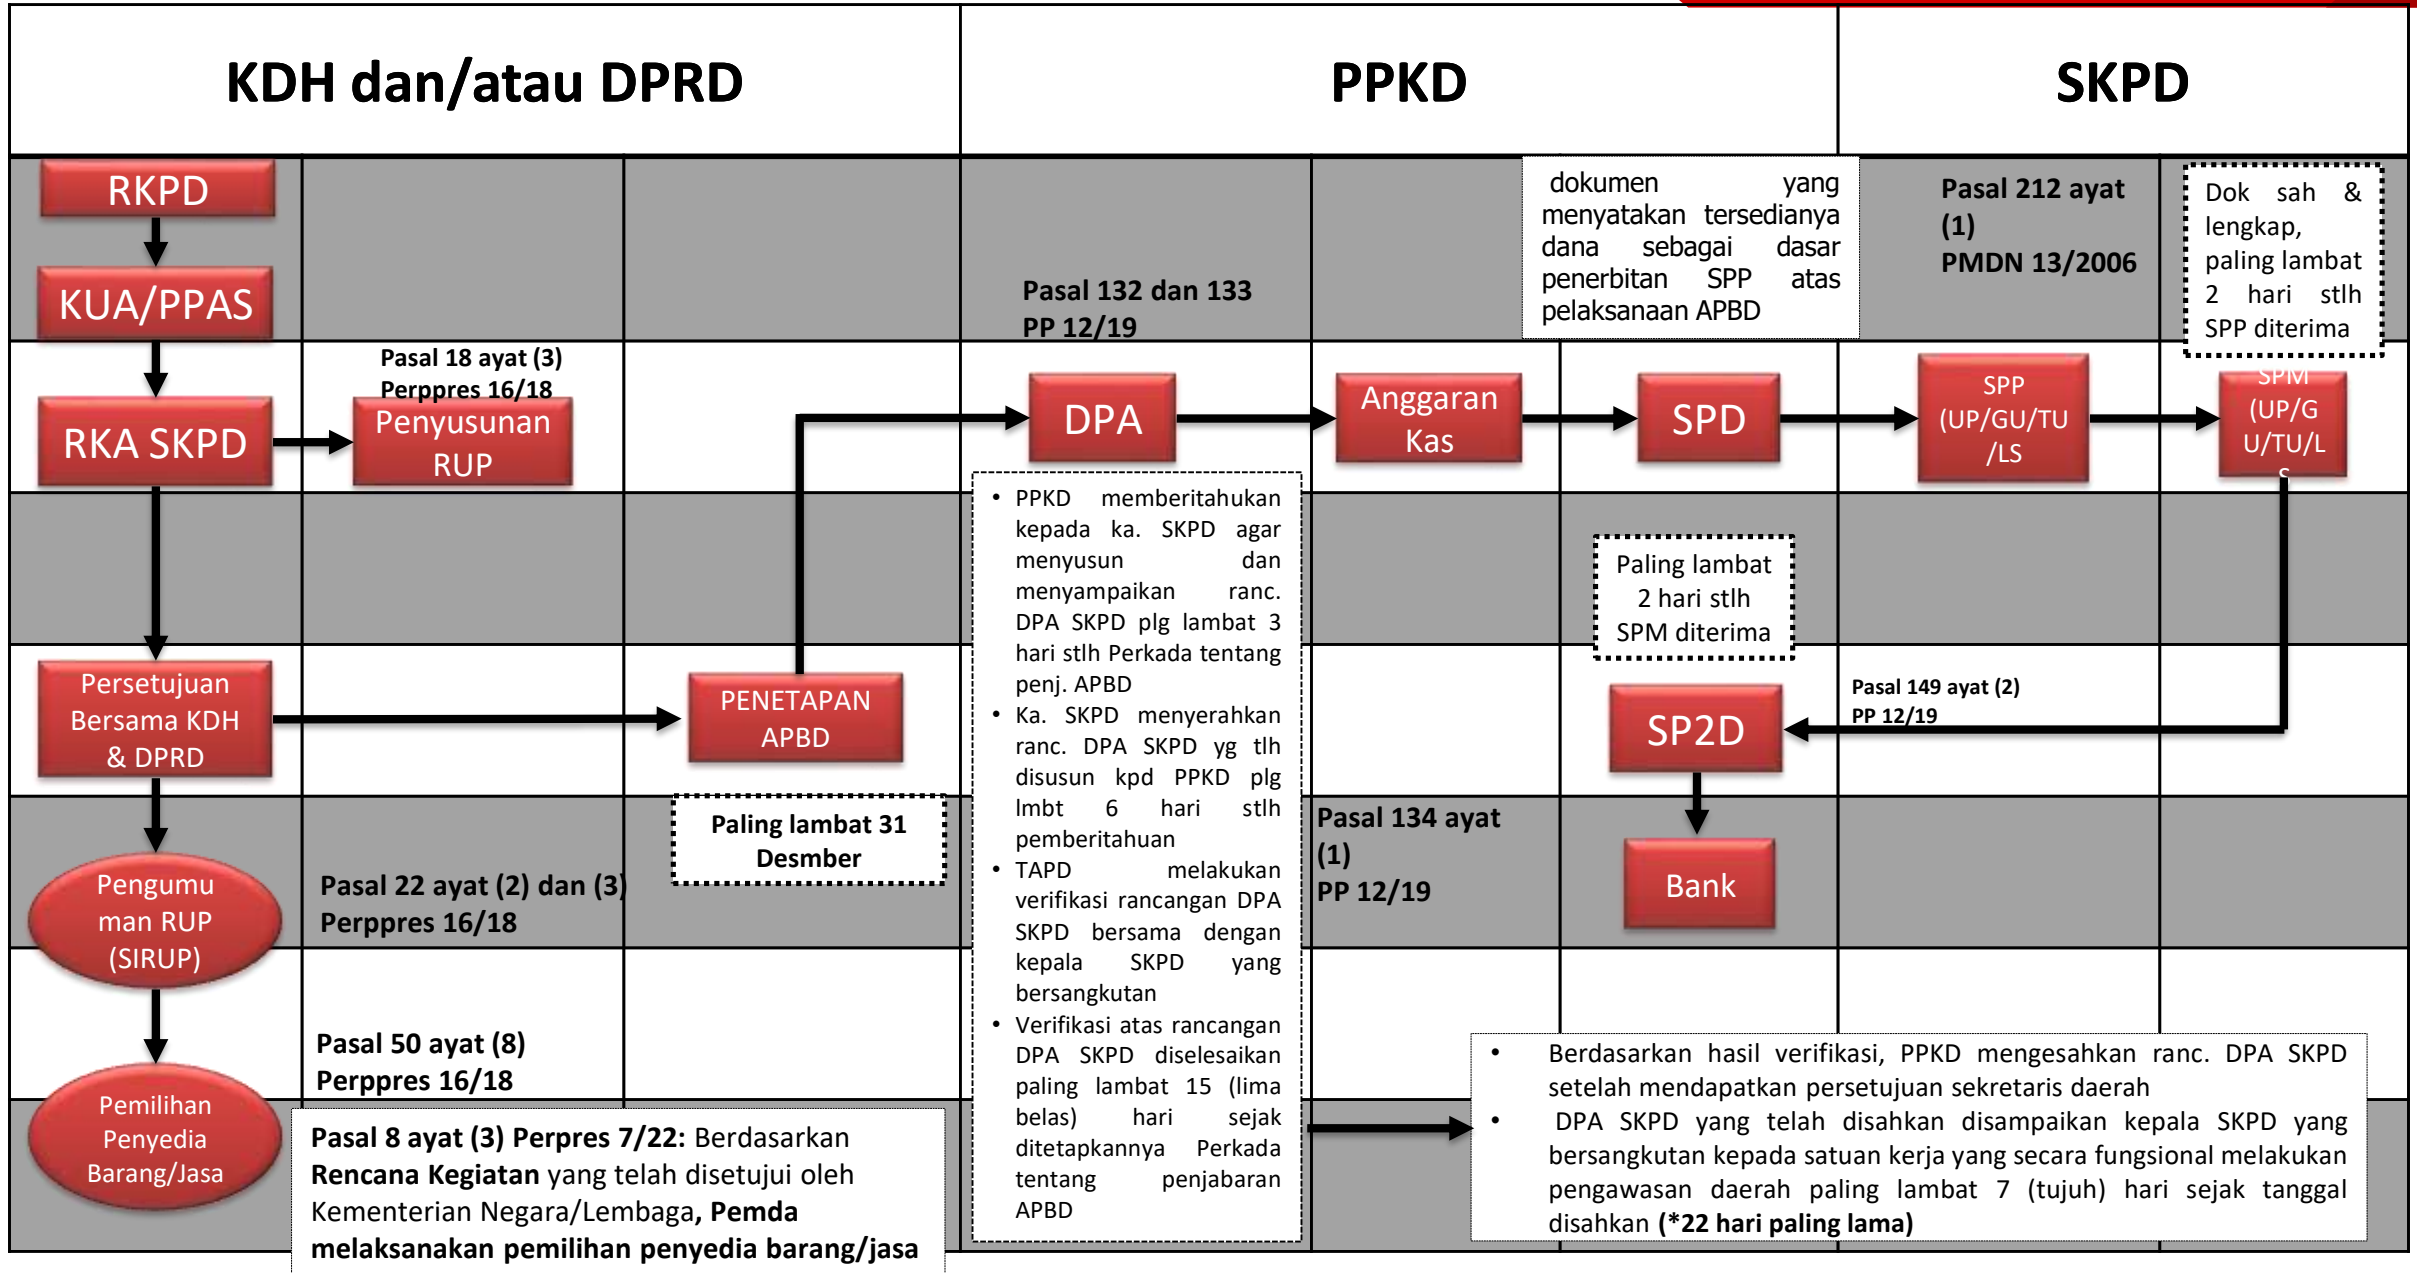 KDH dan/atau DPRD
PPKD
SKPD
RKPD
KUA/PPAS
RKA SKPD
Pasal 18 ayat (3)
Perppres 16/18
Penyusunan
RUP
Persetujuan
Bersama KDH
& DPRD
PENETAPAN
APBD
Paling lambat 31
Desmber
Pengumu
man RUP
(SIRUP)
Pasal 22 ayat (2) dan (3)
Perppres 16/18
Pasal 50 ayat (8)
Perppres 16/18
Pemilihan
Penyedia
Barang/Jasa
Pasal 8 ayat (3) Perpres 7/22: Berdasarkan
Rencana Kegiatan yang telah disetujui oleh
Kementerian Negara/Lembaga, Pemda
melaksanakan pemilihan penyedia barang/jasa
Pasal 132 dan 133
PP 12/19
DPA
• PPKD memberitahukan
kepada ka. SKPD agar
menyusun dan
menyampaikan ranc.
DPA SKPD plg lambat 3
hari stlh Perkada tentang
penj. APBD
• Ka. SKPD menyerahkan
ranc. DPA SKPD yg tlh
disusun kpd PPKD plg
lmbt 6 hari stlh
pemberitahuan
• TAPD melakukan
verifikasi rancangan DPA
SKPD bersama dengan
kepala SKPD yang
bersangkutan
• Verifikasi atas rancangan
DPA SKPD diselesaikan
paling lambat 15 (lima
belas) hari sejak
ditetapkannya Perkada
tentang penjabaran
APBD
Anggaran
Kas
Pasal 134 ayat
(1)
PP 12/19
dokumen yang
menyatakan tersedianya
dana sebagai dasar
penerbitan SPP atas
pelaksanaan APBD
SPD
Paling lambat
2 hari stlh
SPM diterima
SP2D
Bank
Pasal 212 ayat
(1)
PMDN 13/2006
SPP
(UP/GU/TU
/LS
Dok sah &
lengkap,
paling lambat
2 hari stlh
SPP diterima
SPM
(UP/G
U/TU/L
S
Pasal 149 ayat (2)
PP 12/19
• Berdasarkan hasil verifikasi, PPKD mengesahkan ranc. DPA SKPD
setelah mendapatkan persetujuan sekretaris daerah
• DPA SKPD yang telah disahkan disampaikan kepala SKPD yang
bersangkutan kepada satuan kerja yang secara fungsional melakukan
pengawasan daerah paling lambat 7 (tujuh) hari sejak tanggal
disahkan (*22 hari paling lama)